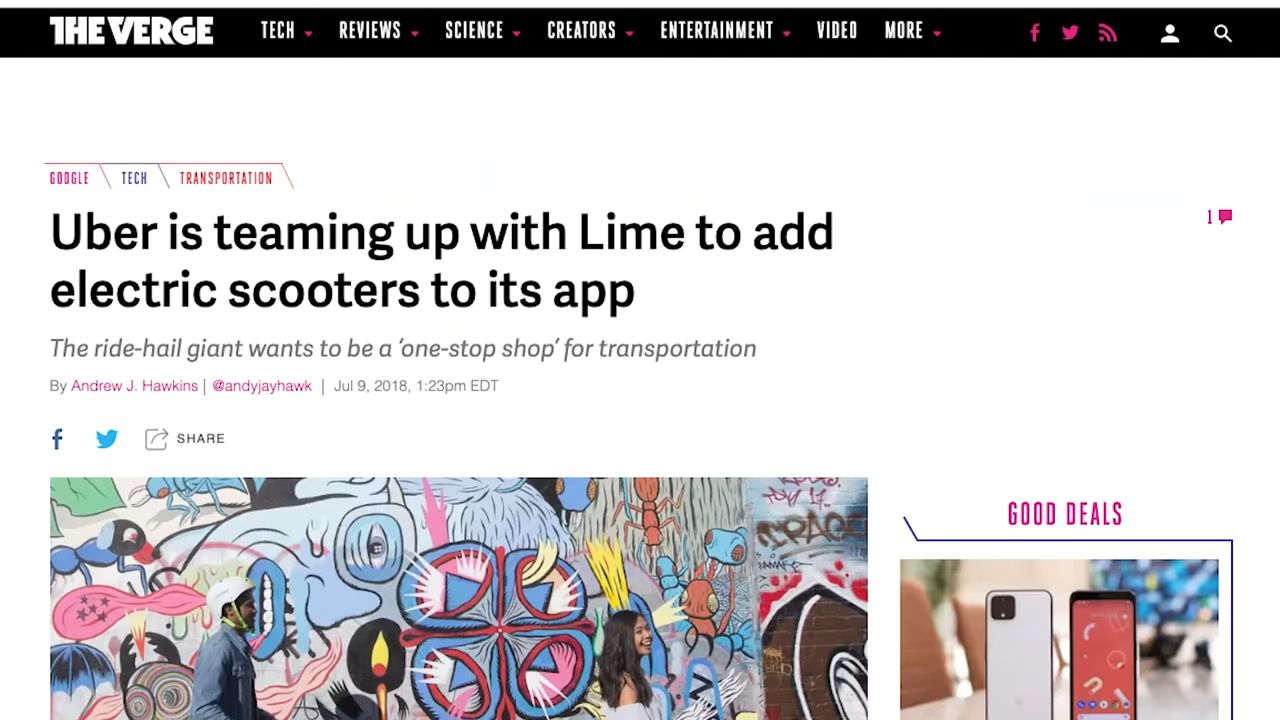 THE VERGE
TECH REVIEWS SCIENCE CREATORS ENTERTAINMENT VIDEO MORE
GOOGLE TECH TRANSPORTATION
Uber is teaming up with Lime to add
electric scooters to its app
1
The ride-hail giant wants to be a ‘one-stop shop’ for transportation
By Andrew J. Hawkins | @andyjayhawk | Jul 9, 2018, 1:23pm EDT
SHARE
GOOD DEALS